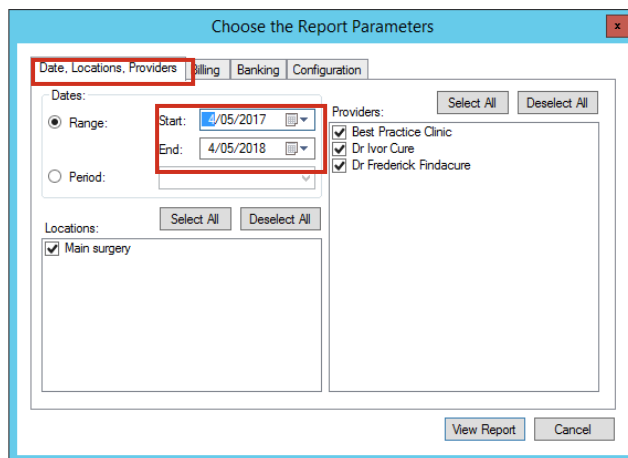 Choose the Report Parameters
x
Date, Locations, Providers Billing Banking Configuration
Dates:
Range:
Start: 4/05/2017
End: 4/05/2018
Period:
Select All Deselect All
Locations:
Main surgery
Select All Deselect All
Providers:
Best Practice Clinic
Dr Ivor Cure
Dr Frederick Findacure
View Report Cancel